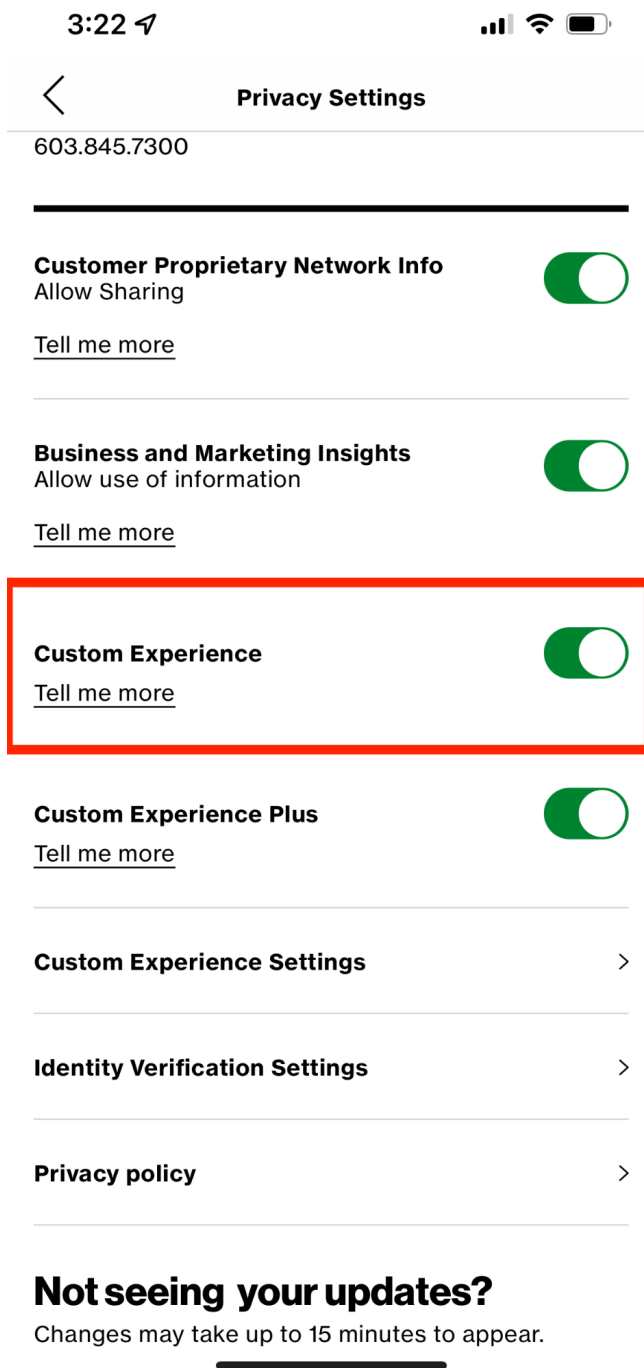 3:22
Privacy Settings
603.845.7300
Customer Proprietary Network Info
Allow Sharing
Tell me more
Business and Marketing Insights
Allow use of information
Tell me more
Custom Experience
Tell me more
Custom Experience Plus
Tell me more
Custom Experience Settings
Identity Verification Settings
Privacy policy
Not seeing your updates?
Changes may take up to 15 minutes to appear.